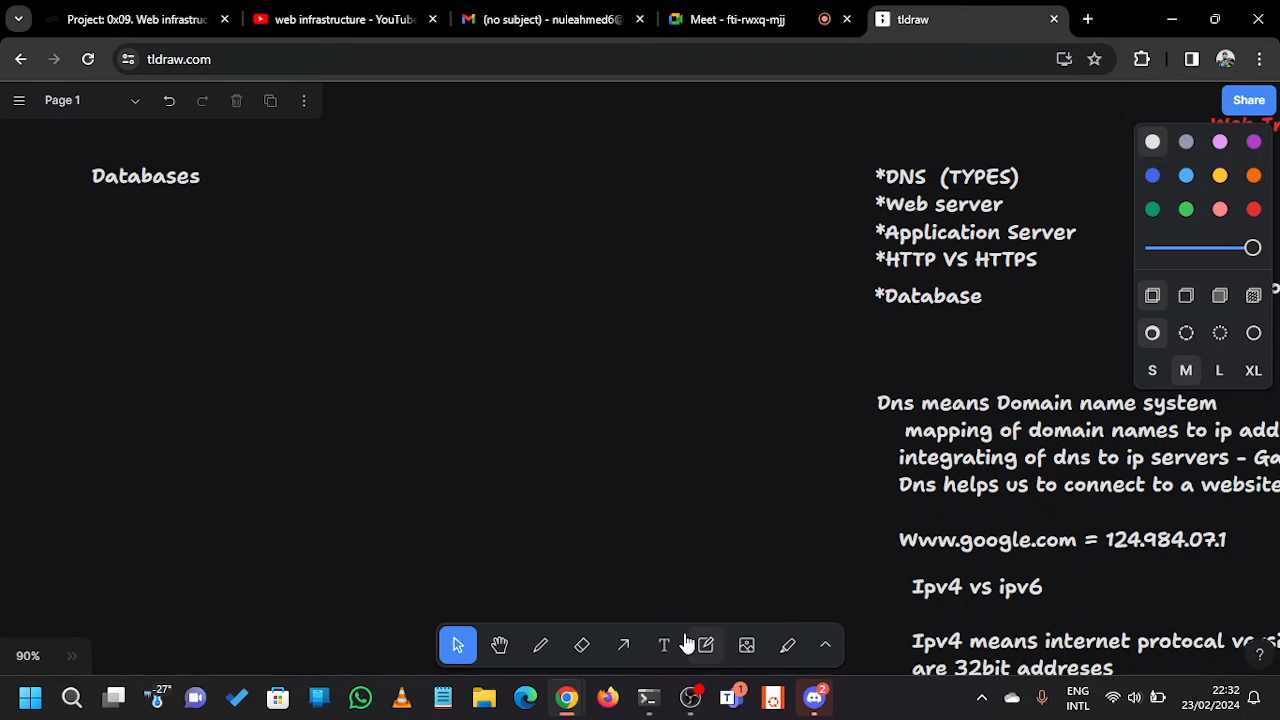 Project: 0x09. Web infrastruc
web infrastructure - YouTube
(no subject) - nuleahmed6@
Meet - fti-rwxq-mjj
tldraw
tldraw.com
Page 1
Share
Databases
*DNS (TYPES)
*Web server
*Application Server
*HTTP VS HTTPS
*Database
S M L XL
Dns means Domain name system
mapping of domain names to ip add
integrating of dns to ip servers - Ga
Dns helps us to connect to a website
Www.google.com = 124.984.07.1
Ipv4 vs ipv6
Ipv4 means internet protocal ve
are 32bit addreses
90%
T
?
-27°
1
2
ENG
INTL
22:32
23/02/2024